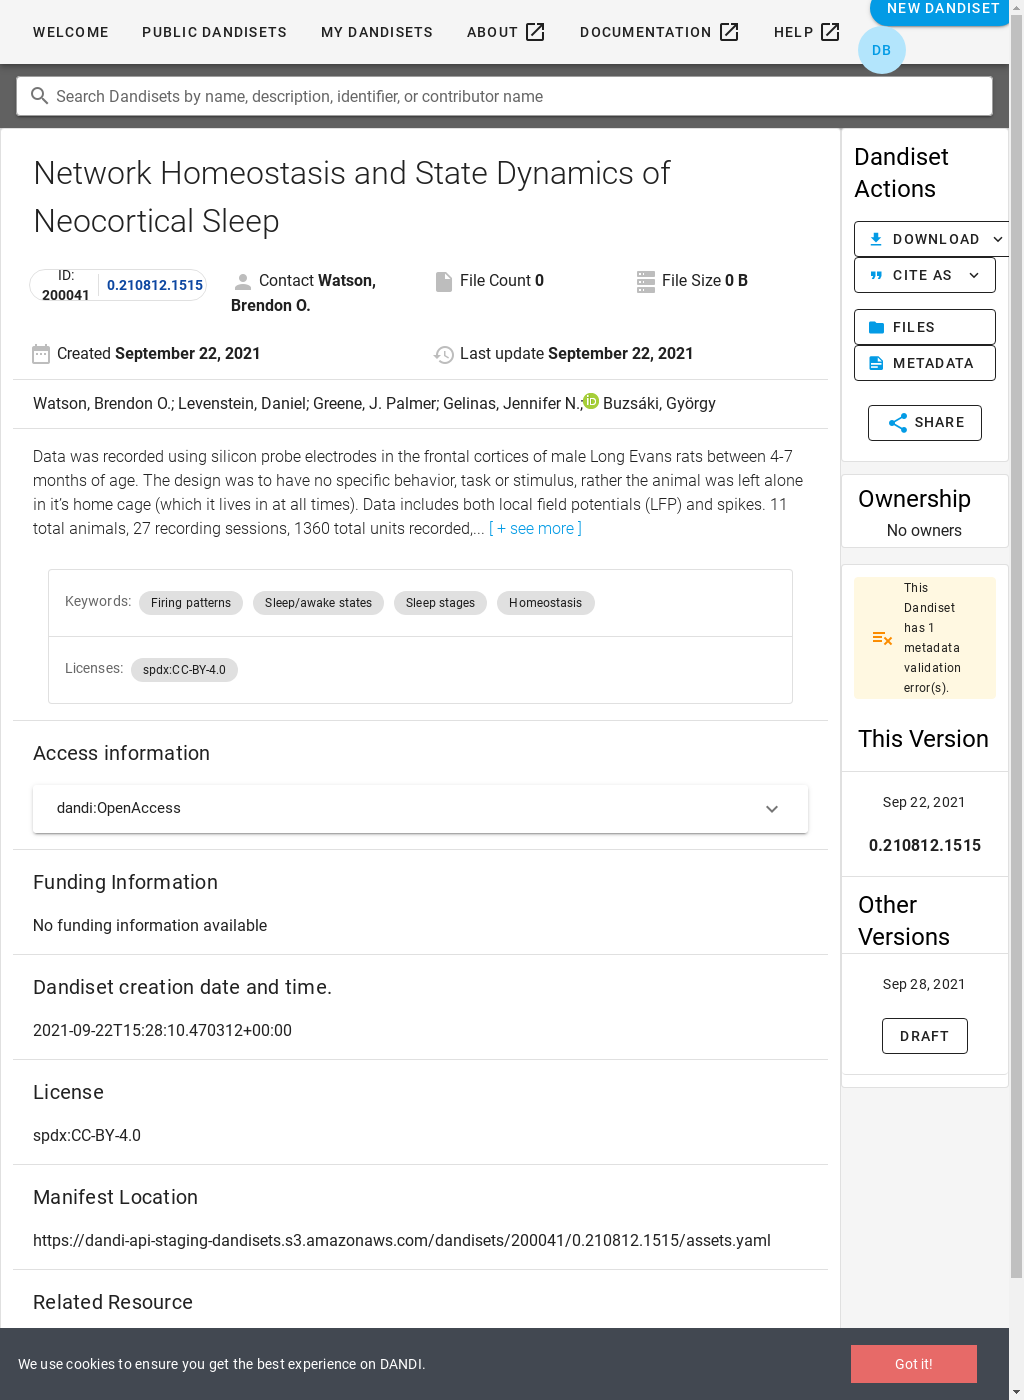 WELCOME
PUBLIC DANDISETS
MY DANDISETS
ABOUT
DOCUMENTATION
HELP
NEW DANDISET
DB
Search Dandisets by name, description, identifier, or contributor name
Network Homeostasis and State Dynamics of
Neocortical Sleep
ID:
200041
0.210812.1515
Contact Watson,
Brendon O.
File Count 0
File Size 0 B
Created September 22, 2021
Last update September 22, 2021
Watson, Brendon O.; Levenstein, Daniel; Greene, J. Palmer; Gelinas, Jennifer N.; iD Buzsáki, György
Data was recorded using silicon probe electrodes in the frontal cortices of male Long Evans rats between 4-7
months of age. The design was to have no specific behavior, task or stimulus, rather the animal was left alone
in it’s home cage (which it lives in at all times). Data includes both local field potentials (LFP) and spikes. 11
total animals, 27 recording sessions, 1360 total units recorded,... [ + see more ]
Keywords: Firing patterns Sleep/awake states Sleep stages Homeostasis
Licenses: spdx:CC-BY-4.0
Access information
dandi:OpenAccess
Funding Information
No funding information available
Dandiset creation date and time.
2021-09-22T15:28:10.470312+00:00
License
spdx:CC-BY-4.0
Manifest Location
https://dandi-api-staging-dandisets.s3.amazonaws.com/dandisets/200041/0.210812.1515/assets.yaml
Related Resource
Dandiset
Actions
DOWNLOAD
CITE AS
FILES
METADATA
SHARE
Ownership
No owners
This
Dandiset
has 1
metadata
validation
error(s).
This Version
Sep 22, 2021
0.210812.1515
Other
Versions
Sep 28, 2021
DRAFT
We use cookies to ensure you get the best experience on DANDI.
Got it!